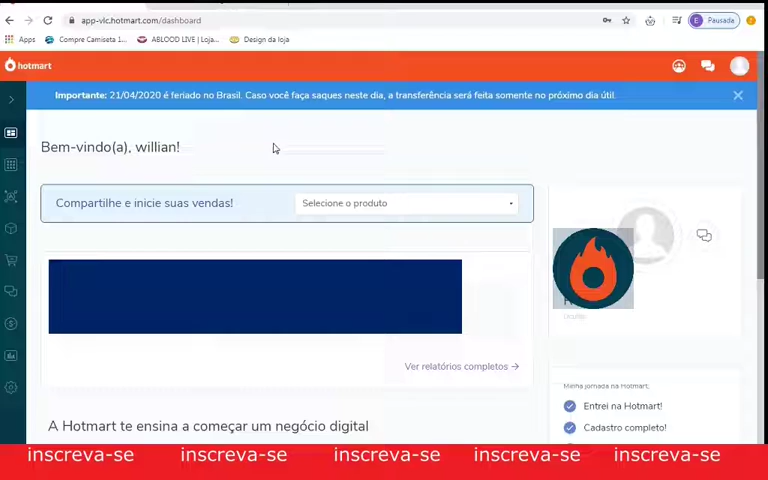 app-vlc.hotmart.com/dashboard
E Pausada
Apps Compre Camiseta 1... ABLOOD LIVE | Loja... Design da loja
hotmart
Importante: 21/04/2020 é feriado no Brasil. Caso você faça saques neste dia, a transferência será feita somente no próximo dia útil.
Bem-vindo(a), willian!
Compartilhe e inicie suas vendas! Selecione o produto
Ver relatórios completos →
Minha jornada na Hotmart:
Entrei na Hotmart!
A Hotmart te ensina a começar um negócio digital
Cadastro completo!
inscreva-se inscreva-se inscreva-se inscreva-se inscreva-se